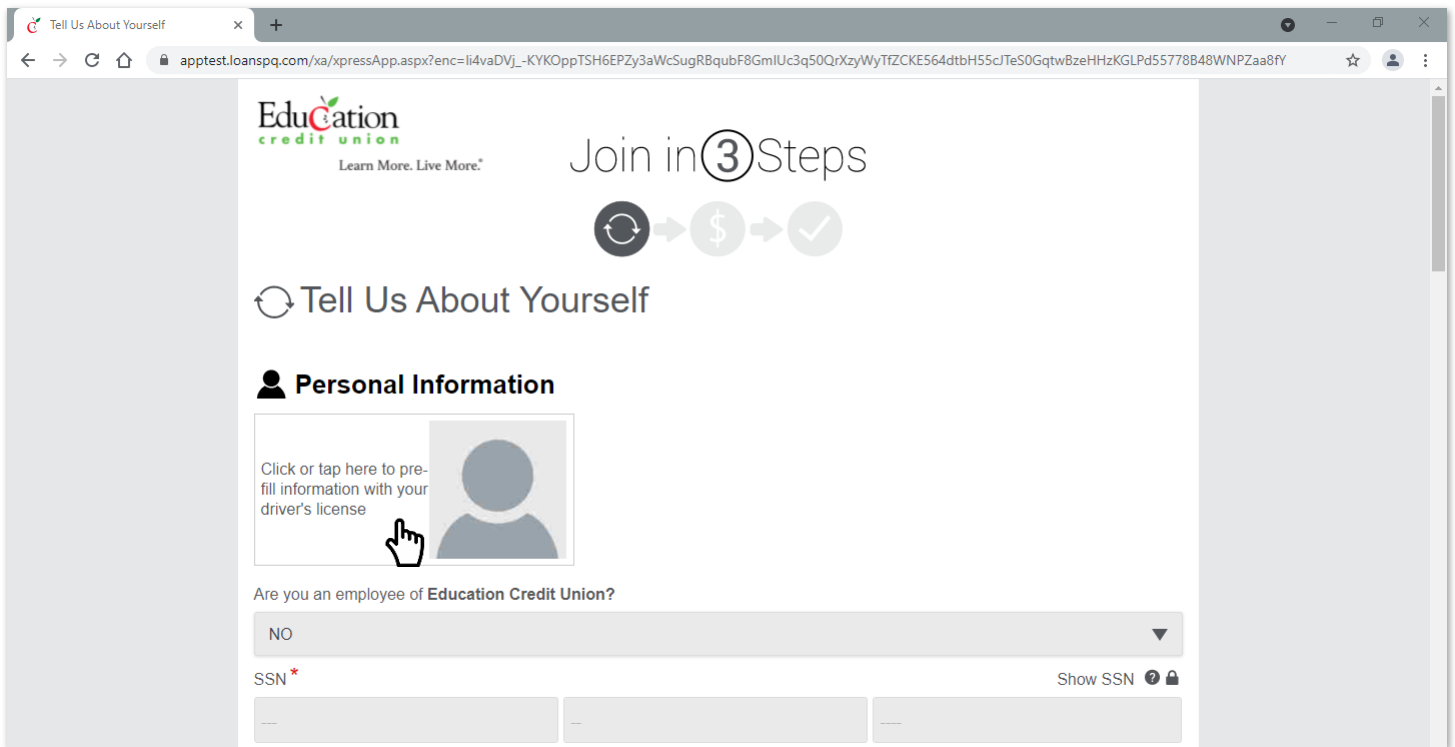 Tell Us About Yourself
apptest.loanspq.com/xa/xpressApp.aspx?enc=Ii4vaDVj_-KYKOppTSH6EPZy3aWcSugRBqubF8GmIUc3q50QrXzyWyTfZCKE564dtbH55cJTeS0GqtwBzeHHzKGLPd55778B48WNPZaa8fY
Education
credit union
Learn More. Live More.®
Join in 3 Steps
$
Tell Us About Yourself
Personal Information
Click or tap here to pre-
fill information with your
driver's license
Are you an employee of Education Credit Union?
NO
SSN * Show SSN ?
--- -- ----